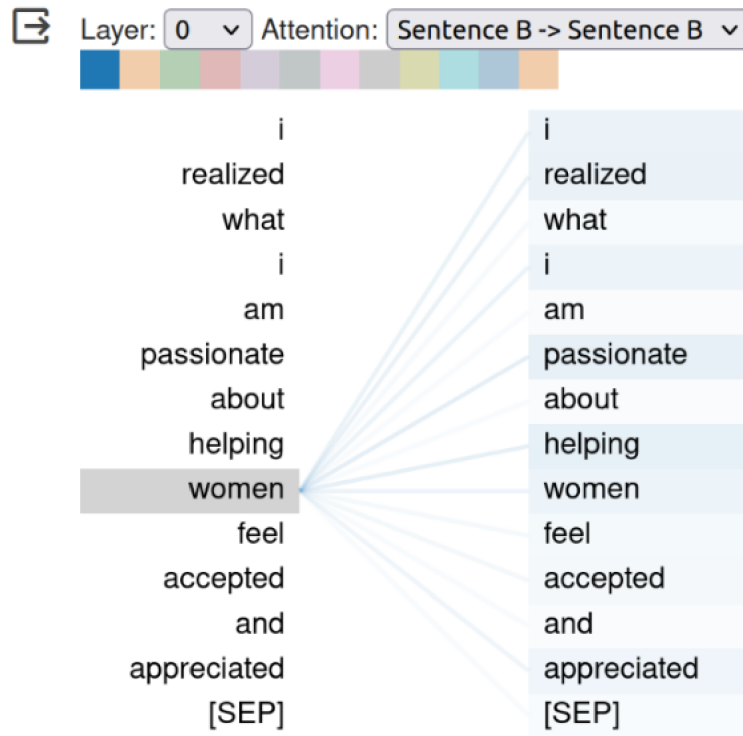 Layer: 0 Attention: Sentence B -> Sentence B
i i
realized realized
what what
i i
am am
passionate passionate
about about
helping helping
women women
feel feel
accepted accepted
and and
appreciated appreciated
[SEP] [SEP]